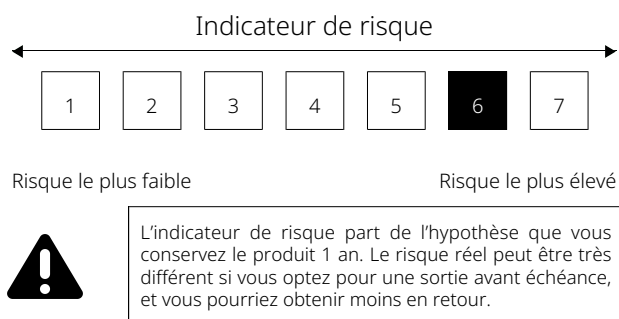 Indicateur de risque
1 2 3 4 5 6 7
Risque le plus faible Risque le plus élevé
L'indicateur de risque part de l'hypothèse que vous
conservez le produit 1 an. Le risque réel peut être très
différent si vous optez pour une sortie avant échéance,
et vous pourriez obtenir moins en retour.